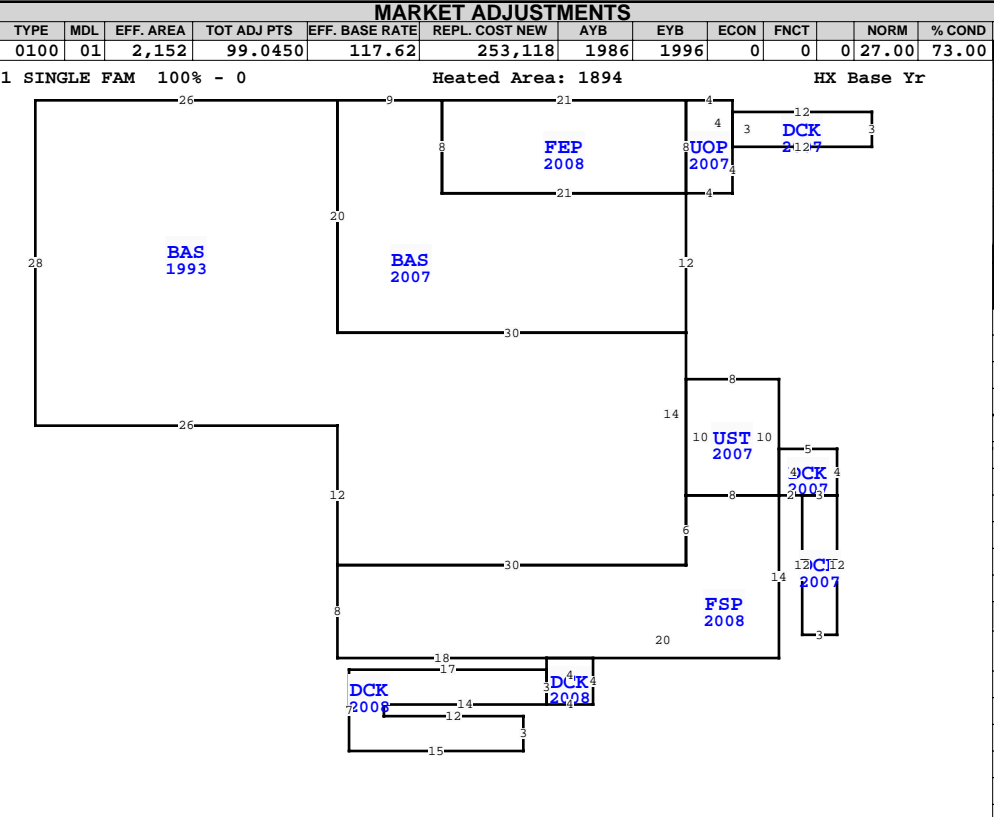 MARKET ADJUSTMENTS
TYPE MDL EFF. AREA TOT ADJ PTS EFF. BASE RATE REPL. COST NEW AYB EYB ECON FNCT NORM % COND
0100 01 2,152 99.0450 117.62 253,118 1986 1996 0 0 0 27.00 73.00
1 SINGLE FAM 100% - 0 Heated Area: 1894 HX Base Yr
26 9 21 4
12
4 3 DCK 3
8 FEP 8 UOP 2007 12
2008 2007
4
21 4
20
BAS BAS
28 1993 2007 12
30
8
14
26 10 UST 10
2007 5
4 DCK 4
2007
12 8 2 3
6
30 12 DCK 12
14 2007
8 FSP
2008
20 3
18
17
DCK 3 4 DCK 4
7 2008 14 2008 4
12
3
15